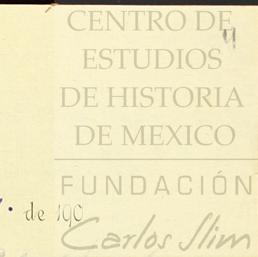 CENTRO DE
ESTUDIOS
DE HISTORIA
DE MEXICO
FUNDACIÓN
de 190
Carlos Slim